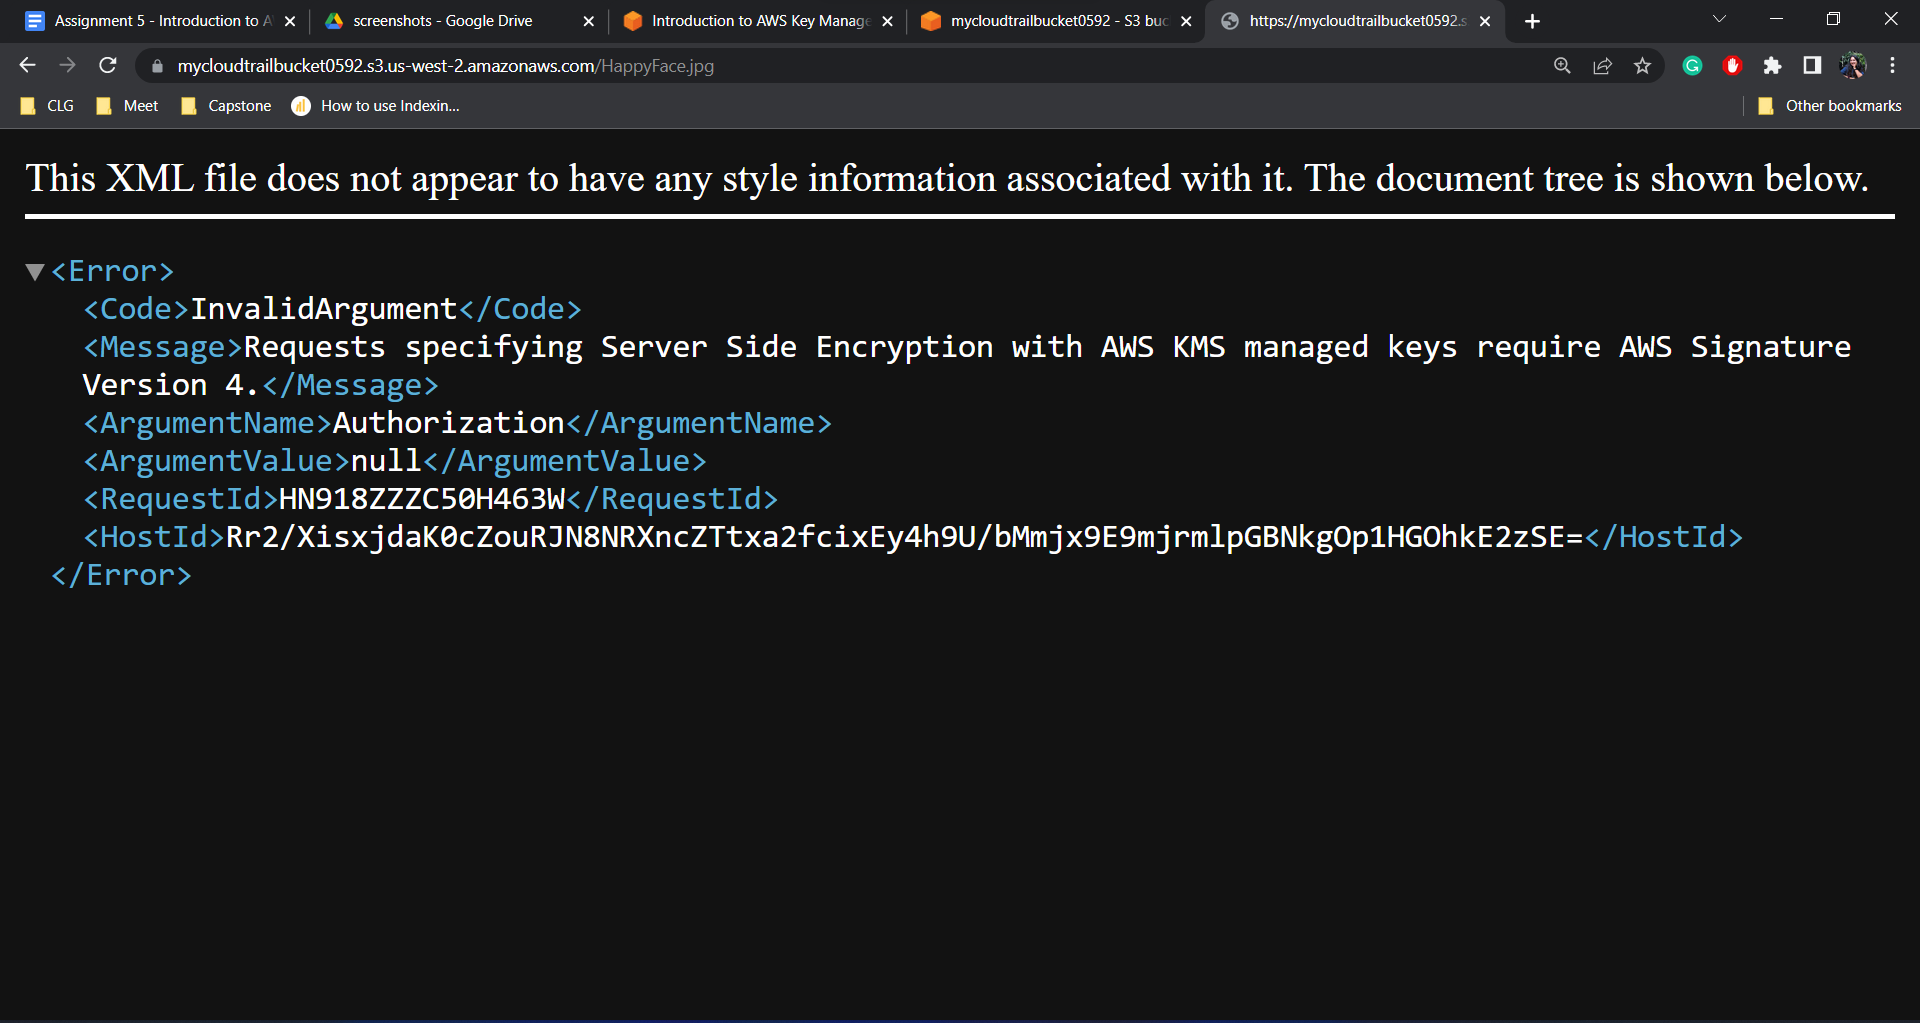 Assignment 5 - Introduction to A
screenshots - Google Drive
Introduction to AWS Key Manage
mycloudtrailbucket0592 - S3 buc
https://mycloudtrailbucket0592.s
mycloudtrailbucket0592.s3.us-west-2.amazonaws.com/HappyFace.jpg
CLG
Meet
Capstone
How to use Indexin...
Other bookmarks
This XML file does not appear to have any style information associated with it. The document tree is shown below.
<Error>
<Code>InvalidArgument</Code>
<Message>Requests specifying Server Side Encryption with AWS KMS managed keys require AWS Signature
Version 4.</Message>
<ArgumentName>Authorization</ArgumentName>
<ArgumentValue>null</ArgumentValue>
<RequestId>HN918ZZZC50H463W</RequestId>
<HostId>Rr2/XisxjdaK0cZouRJN8NRXncZTtxa2fcixEy4h9U/bMmjx9E9mjrmlpGBNkgOp1HGOhkE2zSE=</HostId>
</Error>